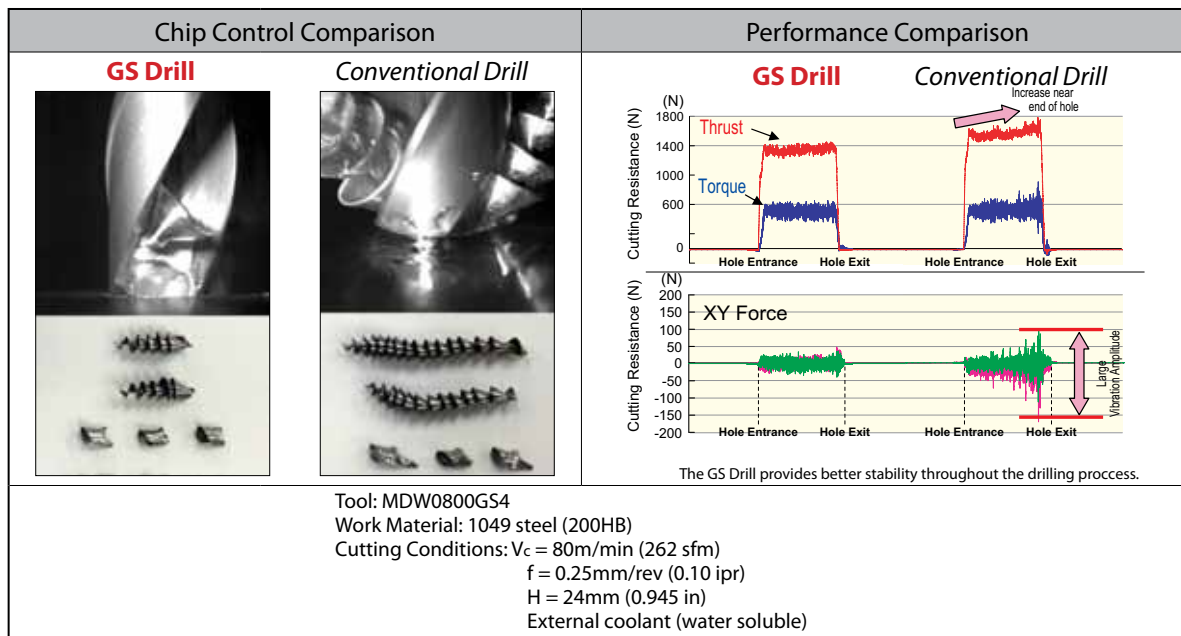 Chip Control Comparison
Performance Comparison
GS Drill
Conventional Drill
GS Drill
Conventional Drill
(N)
Increase near
end of hole
Cutting Resistance (N)
1800
1400
1000
600
0
Thrust
Torque
Hole Entrance
Hole Exit
Hole Entrance
Hole Exit
(N)
Cutting Resistance (N)
200
150
100
50
0
-50
-100
-150
-200
XY Force
Large
Vibration Amplitude
Hole Entrance
Hole Exit
Hole Entrance
Hole Exit
The GS Drill provides better stability throughout the drilling proccess.
Tool: MDW0800GS4
Work Material: 1049 steel (200HB)
Cutting Conditions: Vc = 80m/min (262 sfm)
f = 0.25mm/rev (0.10 ipr)
H = 24mm (0.945 in)
External coolant (water soluble)